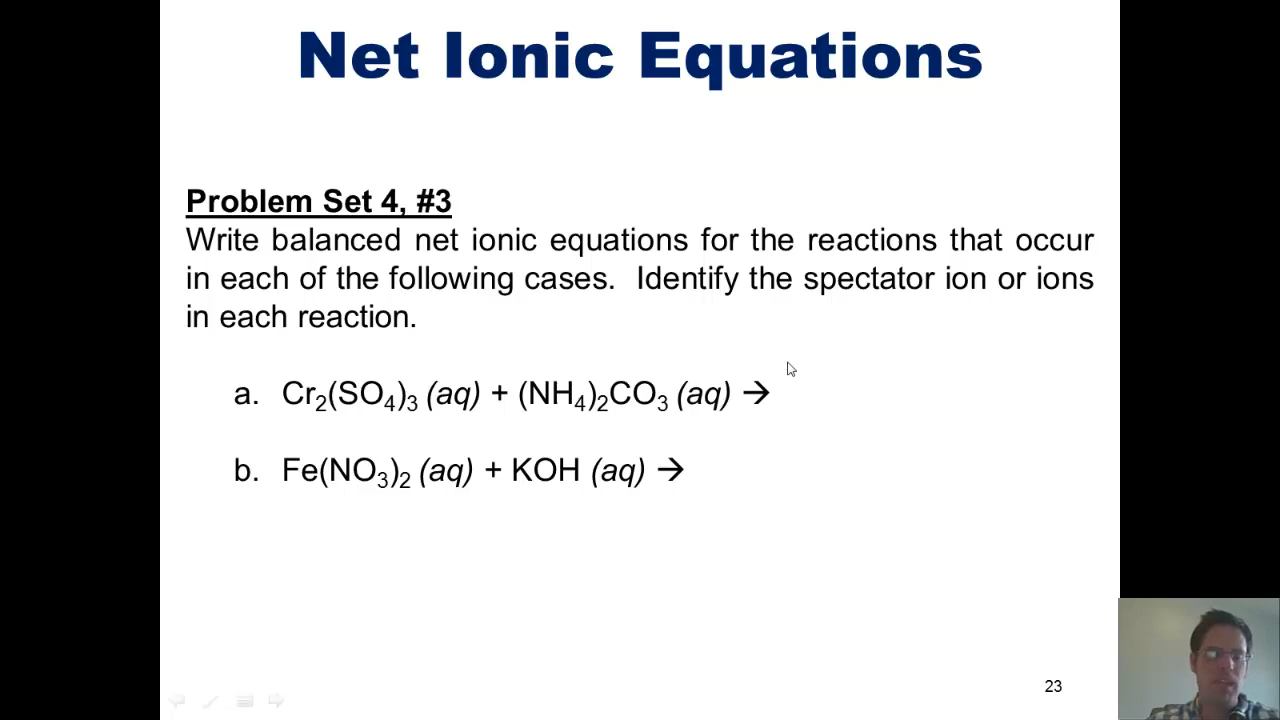 Net Ionic Equations
Problem Set 4, #3
Write balanced net ionic equations for the reactions that occur
in each of the following cases. Identify the spectator ion or ions
in each reaction.
a. Cr₂(SO₄)₃ (aq) + (NH₄)₂CO₃ (aq) →
b. Fe(NO₃)₂ (aq) + KOH (aq) →
23